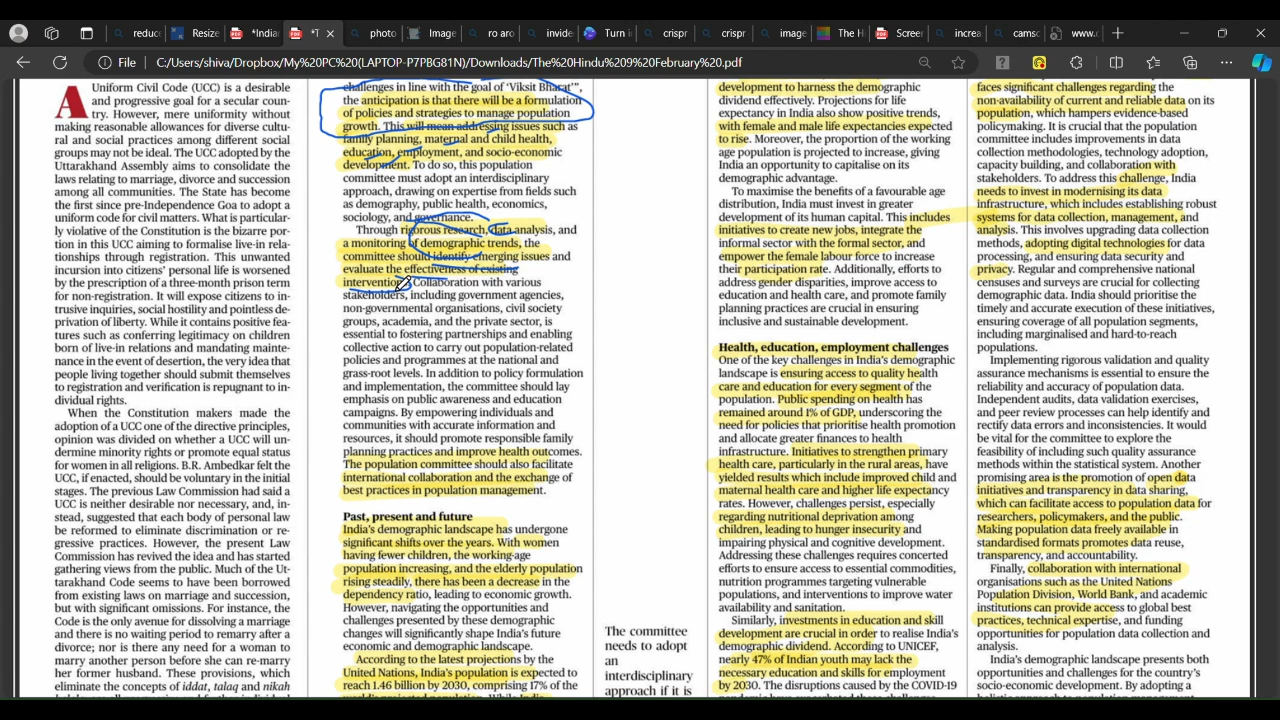 reduce
Resize
*Indian
*T
photo
Image
ro aro
invide
Turn i
crispr
crispr
image
The H
Screen
increa
camsc
www.c
File
C:/Users/shiva/Dropbox/My%20PC%20(LAPTOP-P7PBG81N)/Downloads/The%20Hindu%209%20February%20.pdf
A Uniform Civil Code (UCC) is a desirable
and progressive goal for a secular coun-
try. However, mere uniformity without
making reasonable allowances for diverse cultu-
ral and social practices among different social
groups may not be ideal. The UCC adopted by the
Uttarakhand Assembly aims to consolidate the
laws relating to marriage, divorce and succession
among all communities. The State has become
the first since pre-Independence Goa to adopt a
uniform code for civil matters. What is particular-
ly violative of the Constitution is the bizarre por-
tion in this UCC aiming to formalise live-in rela-
tionships through registration. This unwanted
incursion into citizens' personal life is worsened
by the prescription of a three-month prison term
for non-registration. It will expose citizens to in-
trusive inquiries, social hostility and pointless de-
privation of liberty. While it contains positive fea-
tures such as conferring legitimacy on children
born of live-in relations and mandating mainte-
nance in the event of desertion, the very idea that
people living together should submit themselves
to registration and verification is repugnant to in-
dividual rights.
When the Constitution makers made the
adoption of a UCC one of the directive principles,
opinion was divided on whether a UCC will un-
dermine minority rights or promote equal status
for women in all religions. B.R. Ambedkar felt the
UCC, if enacted, should be voluntary in the initial
stages. The previous Law Commission had said a
UCC is neither desirable nor necessary, and, in-
stead, suggested that each body of personal law
be reformed to eliminate discrimination or re-
gressive practices. However, the present Law
Commission has revived the idea and has started
gathering views from the public. Much of the Ut-
tarakhand Code seems to have been borrowed
from existing laws on marriage and succession,
but with significant omissions. For instance, the
Code is the only avenue for dissolving a marriage
and there is no waiting period to remarry after a
divorce; nor is there any need for a woman to
marry another person before she can re-marry
her former husband. These provisions, which
eliminate the concepts of iddat, talaq and nikah
challenges in line with the goal of 'Viksit Bharat'",
the anticipation is that there will be a formulation
of policies and strategies to manage population
growth. This will mean addressing issues such as
family planning, maternal and child health,
education, employment, and socio-economic
development. To do so, this population
committee must adopt an interdisciplinary
approach, drawing on expertise from fields such
as demography, public health, economics,
sociology, and governance.
Through rigorous research, data analysis, and
a monitoring of demographic trends, the
committee should identify emerging issues and
evaluate the effectiveness of existing
interventions. Collaboration with various
stakeholders, including government agencies,
non-governmental organisations, civil society
groups, academia, and the private sector, is
essential to fostering partnerships and enabling
collective action to carry out population-related
policies and programmes at the national and
grass-root levels. In addition to policy formulation
and implementation, the committee should lay
emphasis on public awareness and education
campaigns. By empowering individuals and
communities with accurate information and
resources, it should promote responsible family
planning practices and improve health outcomes.
The population committee should also facilitate
international collaboration and the exchange of
best practices in population management.
Past, present and future
India's demographic landscape has undergone
significant shifts over the years. With women
having fewer children, the working-age
population increasing, and the elderly population
rising steadily, there has been a decrease in the
dependency ratio, leading to economic growth.
However, navigating the opportunities and
challenges presented by these demographic
changes will significantly shape India's future
economic and demographic landscape.
According to the latest projections by the
United Nations, India's population is expected to
reach 1.46 billion by 2030, comprising 17% of the
The committee
needs to adopt
an
interdisciplinary
approach if it is
development to harness the demographic
dividend effectively. Projections for life
expectancy in India also show positive trends,
with female and male life expectancies expected
to rise. Moreover, the proportion of the working
age population is projected to increase, giving
India an opportunity to capitalise on its
demographic advantage.
To maximise the benefits of a favourable age
distribution, India must invest in greater
development of its human capital. This includes
initiatives to create new jobs, integrate the
informal sector with the formal sector, and
empower the female labour force to increase
their participation rate. Additionally, efforts to
address gender disparities, improve access to
education and health care, and promote family
planning practices are crucial in ensuring
inclusive and sustainable development.
Health, education, employment challenges
One of the key challenges in India's demographic
landscape is ensuring access to quality health
care and education for every segment of the
population. Public spending on health has
remained around 1% of GDP, underscoring the
need for policies that prioritise health promotion
and allocate greater finances to health
infrastructure. Initiatives to strengthen primary
health care, particularly in the rural areas, have
yielded results which include improved child and
maternal health care and higher life expectancy
rates. However, challenges persist, especially
regarding nutritional deprivation among
children, leading to hunger insecurity and
impairing physical and cognitive development.
Addressing these challenges requires concerted
efforts to ensure access to essential commodities,
nutrition programmes targeting vulnerable
populations, and interventions to improve water
availability and sanitation.
Similarly, investments in education and skill
development are crucial in order to realise India's
demographic dividend. According to UNICEF,
nearly 47% of Indian youth may lack the
necessary education and skills for employment
by 2030. The disruptions caused by the COVID-19
faces significant challenges regarding the
non-availability of current and reliable data on its
population, which hampers evidence-based
policymaking. It is crucial that the population
committee includes improvements in data
collection methodologies, technology adoption,
capacity building, and collaboration with
stakeholders. To address this challenge, India
needs to invest in modernising its data
infrastructure, which includes establishing robust
systems for data collection, management, and
analysis. This involves upgrading data collection
methods, adopting digital technologies for data
processing, and ensuring data security and
privacy. Regular and comprehensive national
censuses and surveys are crucial for collecting
demographic data. India should prioritise the
timely and accurate execution of these initiatives,
ensuring coverage of all population segments,
including marginalised and hard-to-reach
populations.
Implementing rigorous validation and quality
assurance mechanisms is essential to ensure the
reliability and accuracy of population data.
Independent audits, data validation exercises,
and peer review processes can help identify and
rectify data errors and inconsistencies. It would
be vital for the committee to explore the
feasibility of including such quality assurance
methods within the statistical system. Another
promising area is the promotion of open data
initiatives and transparency in data sharing,
which can facilitate access to population data for
researchers, policymakers, and the public.
Making population data freely available in
standardised formats promotes data reuse,
transparency, and accountability.
Finally, collaboration with international
organisations such as the United Nations
Population Division, World Bank, and academic
institutions can provide access to global best
practices, technical expertise, and funding
opportunities for population data collection and
analysis.
India's demographic landscape presents both
opportunities and challenges for the country's
socio-economic development. By adopting a